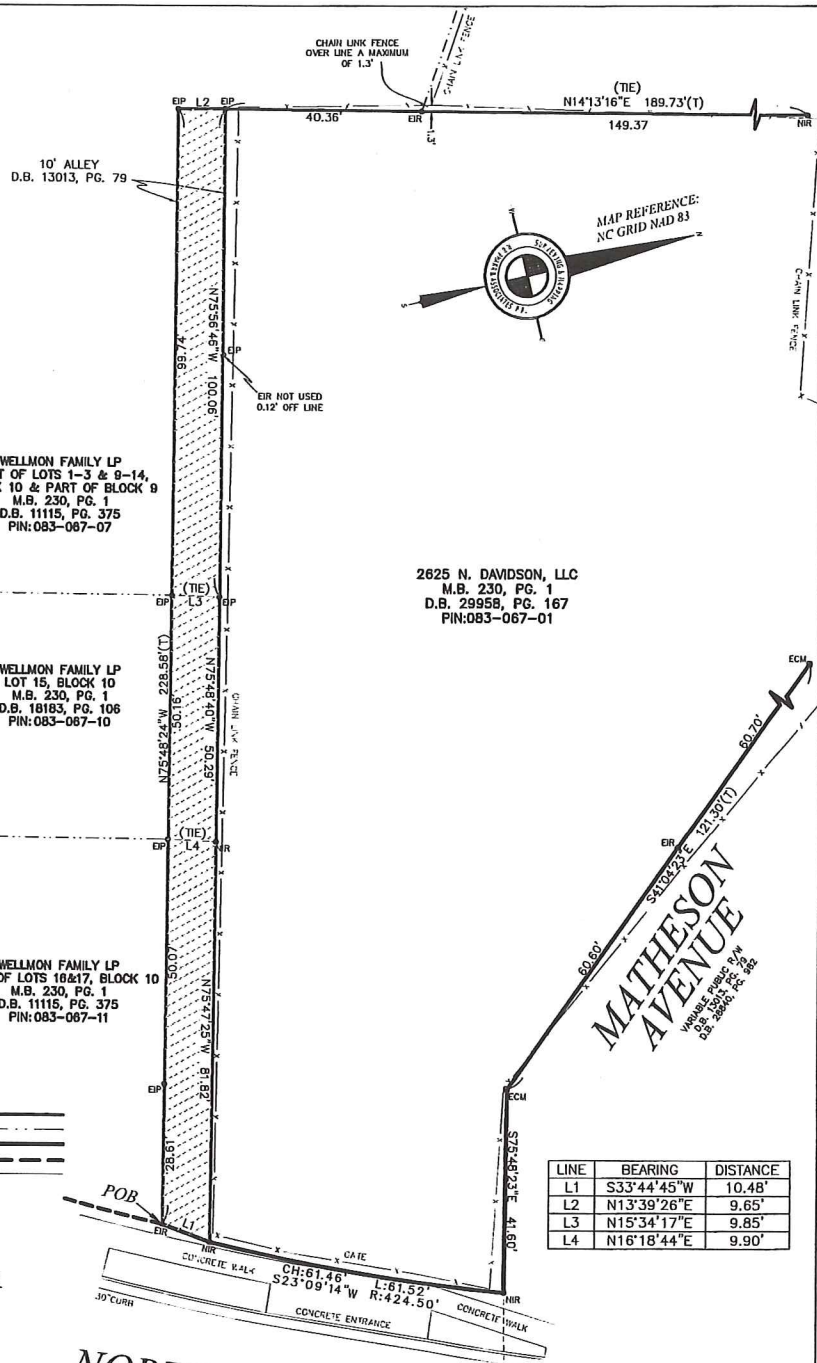 CHAIN LINK FENCE
OVER LINE A MAXIMUM
OF 1.3'
CHAIN LINK FENCE
EIP L2 EIP
40.36'
EIR
1.3'
(TIE)
N14°13'16"E 189.73'(T)
149.37
NIR
10' ALLEY
D.B. 13013, PG. 79
MAP REFERENCE:
NC GRID NAD 83
N
S
CHAIN LINK FENCE
99.74'
N75°56'46"W 100.06'
EIP
EIR NOT USED
0.12' OFF LINE
WELLMON FAMILY LP
T OF LOTS 1-3 & 9-14,
K 10 & PART OF BLOCK 9
M.B. 230, PG. 1
D.B. 11115, PG. 375
PIN:083-067-07
2625 N. DAVIDSON, LLC
M.B. 230, PG. 1
D.B. 29958, PG. 167
PIN:083-067-01
(TIE)
EIP L3 EIP
WELLMON FAMILY LP
LOT 15, BLOCK 10
M.B. 230, PG. 1
D.B. 18183, PG. 106
PIN:083-067-10
N75°48'24"W 228.58'(T)
50.16'
N75°48'40"W 50.29'
CHAIN LINK FENCE
(TIE)
EIP L4 NIR
ECM
60.70'
EIR
S41°04'23"E 121.30'(T)
60.60'
MATHESON
AVENUE
VARIABLE PUBLIC R/W
D.B. 13013, PG. 79
D.B. 26840, PG. 982
WELLMON FAMILY LP
OF LOTS 16&17, BLOCK 10
M.B. 230, PG. 1
D.B. 11115, PG. 375
PIN:083-067-11
50.07'
N75°47'25"W 81.82'
EIP
28.61'
ECM
S75°48'23"E 41.60'
LINE BEARING DISTANCE
L1 S33°44'45"W 10.48'
L2 N13°39'26"E 9.65'
L3 N15°34'17"E 9.85'
L4 N16°18'44"E 9.90'
POB
EIR
L1
NIR
GATE
CONCRETE WALK
CH:61.46' L:61.52'
S23°09'14"W R:424.50'
NIR
CONCRETE WALK
CONCRETE ENTRANCE
30" CURB